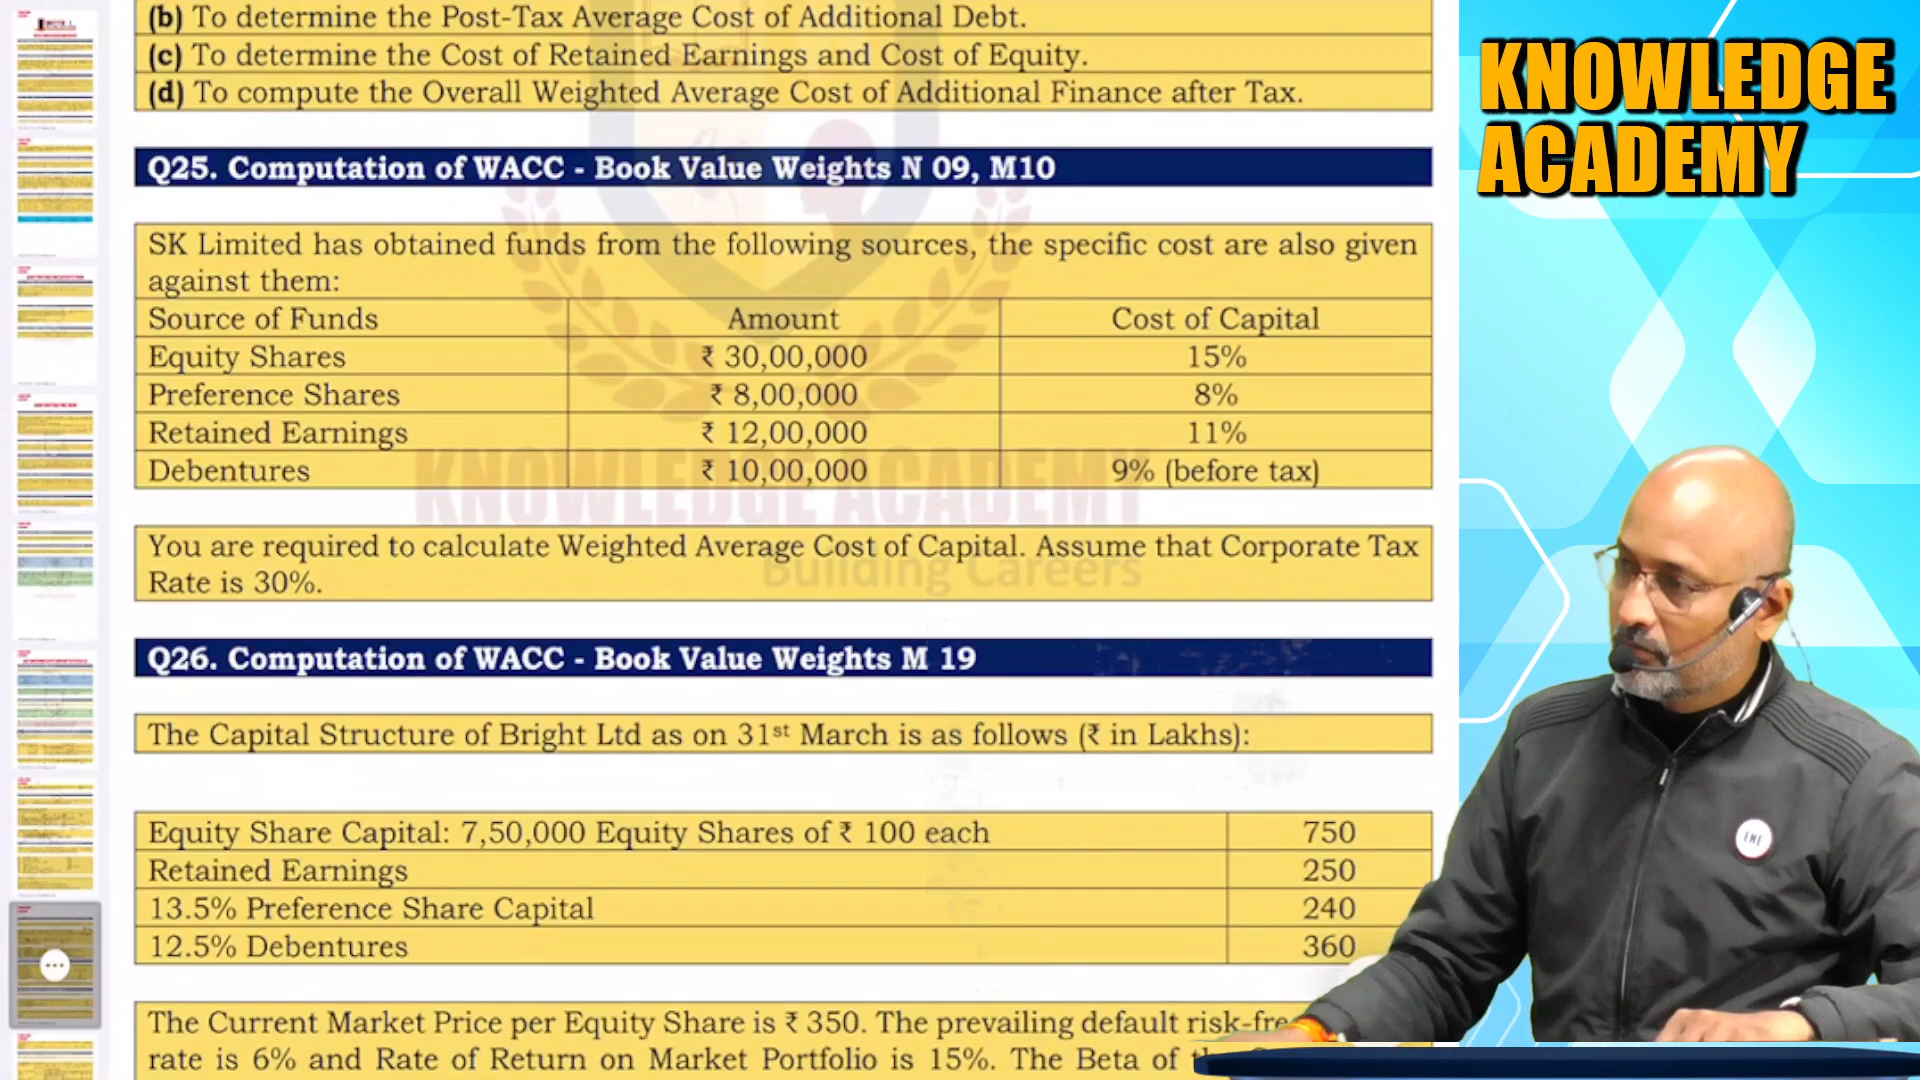 (b) To determine the Post-Tax Average Cost of Additional Debt.
(c) To determine the Cost of Retained Earnings and Cost of Equity.
(d) To compute the Overall Weighted Average Cost of Additional Finance after Tax.
KNOWLEDGE
ACADEMY
Q25. Computation of WACC - Book Value Weights N 09, M10
SK Limited has obtained funds from the following sources, the specific cost are also given
against them:
Source of Funds Amount Cost of Capital
Equity Shares ₹ 30,00,000 15%
Preference Shares ₹ 8,00,000 8%
Retained Earnings ₹ 12,00,000 11%
Debentures ₹ 10,00,000 9% (before tax)
KNOWLEDGE ACADEMY
You are required to calculate Weighted Average Cost of Capital. Assume that Corporate Tax
Rate is 30%.
Building Careers
Q26. Computation of WACC - Book Value Weights M 19
The Capital Structure of Bright Ltd as on 31st March is as follows (₹ in Lakhs):
Equity Share Capital: 7,50,000 Equity Shares of ₹ 100 each 750
Retained Earnings 250
13.5% Preference Share Capital 240
12.5% Debentures 360
The Current Market Price per Equity Share is ₹ 350. The prevailing default risk-free
rate is 6% and Rate of Return on Market Portfolio is 15%. The Beta of